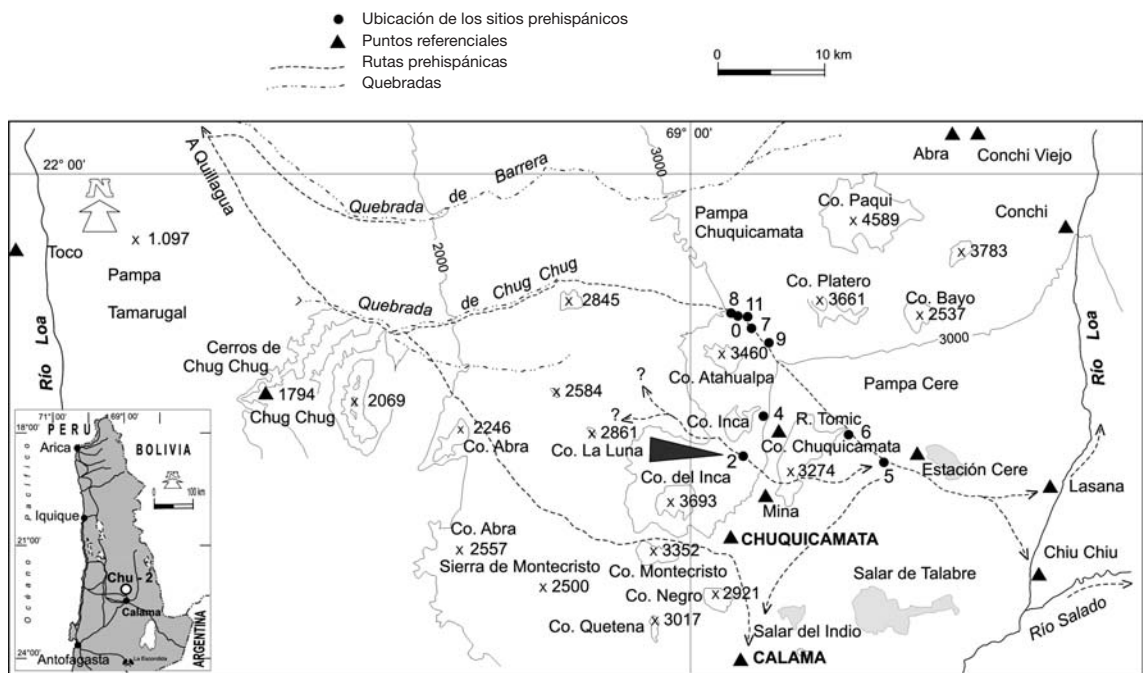 Ubicación de los sitios prehispánicos
Puntos referenciales
Rutas prehispánicas
Quebradas
0 10 km
69° 00'
22° 00'
N
A Quillagua
Quebrada de Barrera
3000
Abra
Conchi Viejo
Co. Paqui
x 4589
Pampa
Chuquicamata
Conchi
Toco
x 1.097
2000
x 3783
Pampa
Tamarugal
Quebrada de Chug Chug
x 2845
Co. Platero
x 3661
Co. Bayo
x 2537
8 11
0 7
9
3000
Río Loa
Río Loa
Cerros de
Chug Chug
1794
Chug Chug
x 2069
x 3460
Co. Atahualpa
Pampa Cere
?
x 2584
?
x 2246
Co. Abra
x 2861
Co. La Luna
Co. Inca
4
R. Tomic
Co. Chuquicamata
6
2
x 3274
5
Estación Cere
Co. del Inca
x 3693
Mina
Lasana
CHUQUICAMATA
Co. Abra
x 2557
Sierra de Montecristo
x 2500
x 3352
Co. Montecristo
Chiu Chiu
Salar de Talabre
Co. Negro
x 2921
Río Salado
x 3017
Co. Quetena
Salar del Indio
CALAMA
71° 00' 69° 00'
PERU
18° 00'
BOLIVIA
Arica
N
0 100 km
Océano Pacífico
Iquique
21° 00'
Chu - 2
Calama
ARGENTINA
Antofagasta
La Escondida
24° 00'